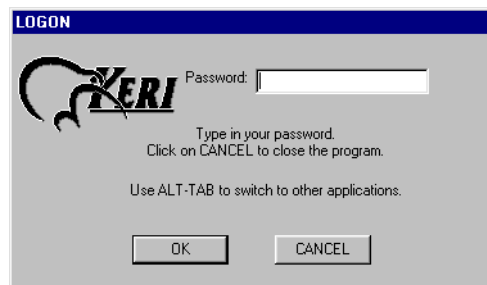 LOGON
KERI
Password:
Type in your password.
Click on CANCEL to close the program.
Use ALT-TAB to switch to other applications.
OK CANCEL